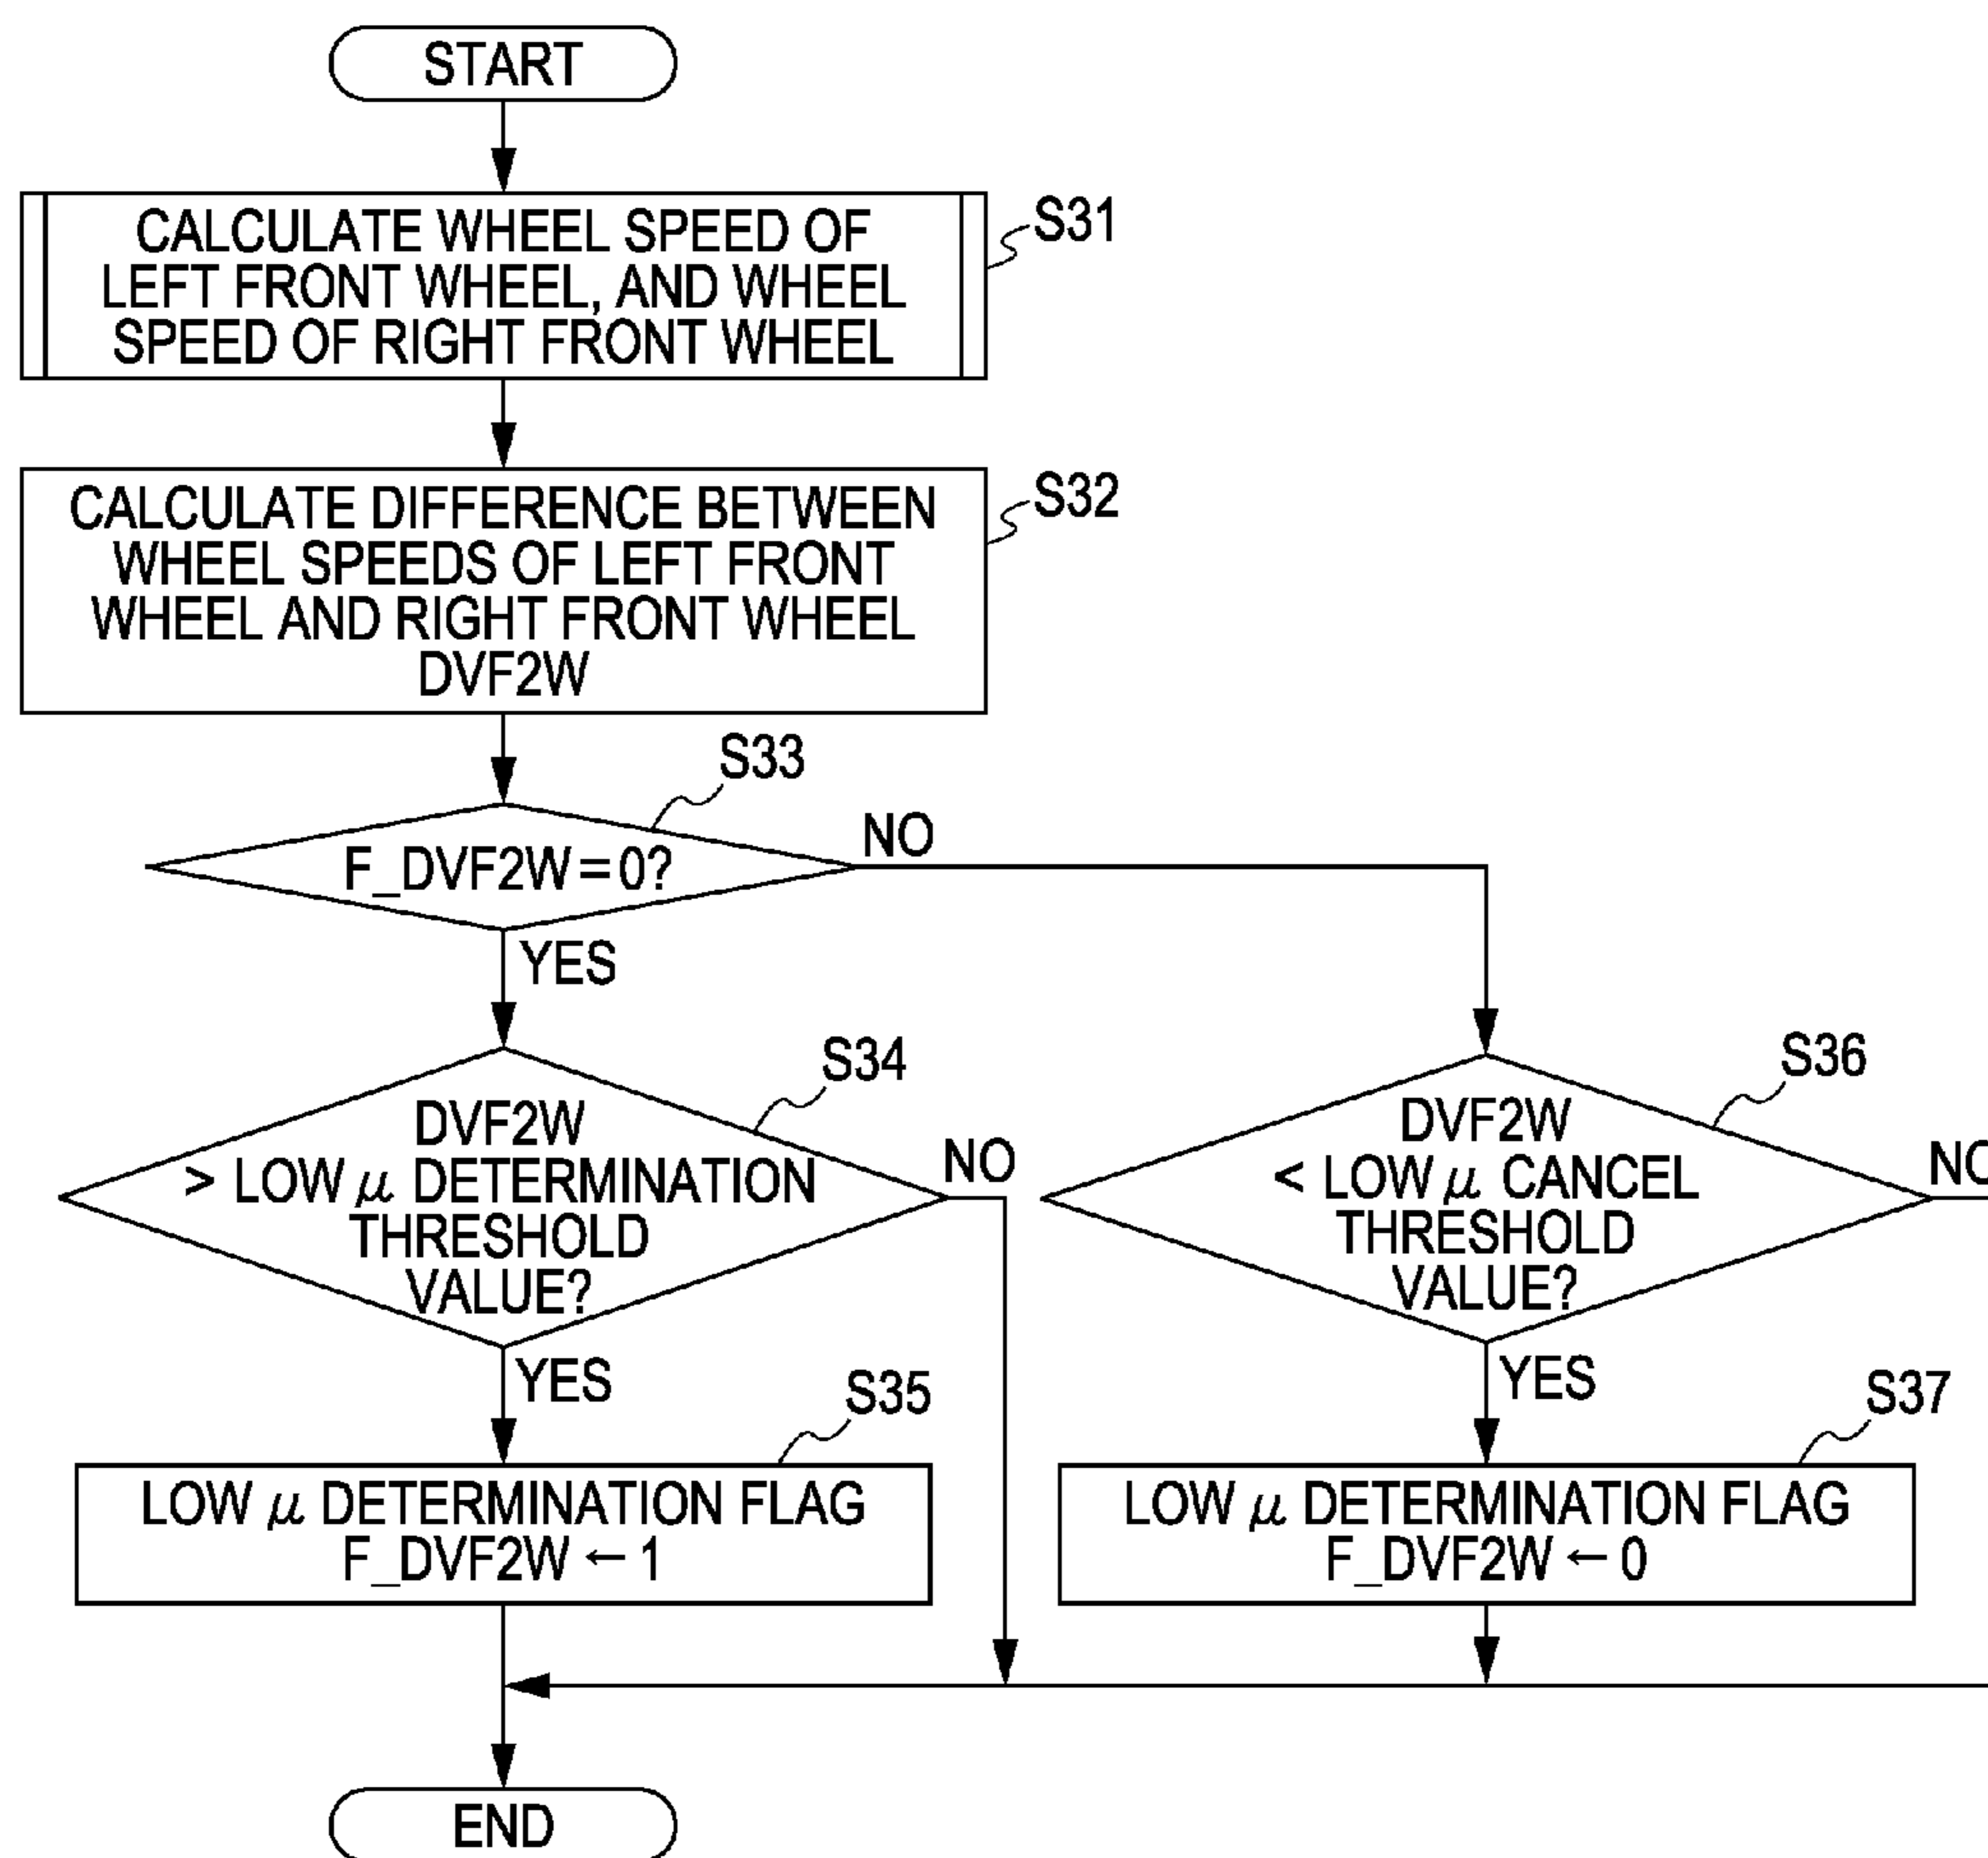 START
CALCULATE WHEEL SPEED OF
LEFT FRONT WHEEL, AND WHEEL
SPEED OF RIGHT FRONT WHEEL
S31
CALCULATE DIFFERENCE BETWEEN
WHEEL SPEEDS OF LEFT FRONT
WHEEL AND RIGHT FRONT WHEEL
DVF2W
S32
S33
F_DVF2W = 0?
NO
YES
S34
DVF2W
> LOW μ DETERMINATION
THRESHOLD
VALUE?
NO
YES
S35
LOW μ DETERMINATION FLAG
F_DVF2W ← 1
S36
DVF2W
< LOW μ CANCEL
THRESHOLD
VALUE?
NO
YES
S37
LOW μ DETERMINATION FLAG
F_DVF2W ← 0
END